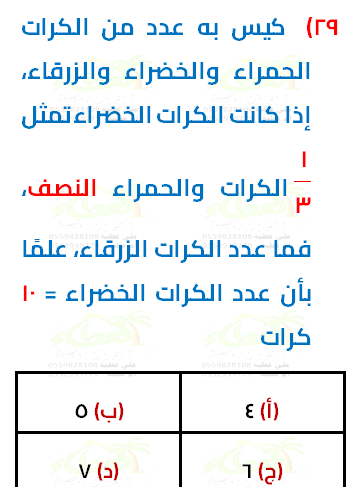 ٢٩) كيس به عدد من الكرات
الحمراء والخضراء والزرقاء،
إذا كانت الكرات الخضراء تمثل
١/٣ الكرات والحمراء النصف،
فما عدد الكرات الزرقاء، علمًا
بأن عدد الكرات الخضراء = ١٠
كرات
(أ) ٤ (ب) ٥
(ج) ٦ (د) ٧